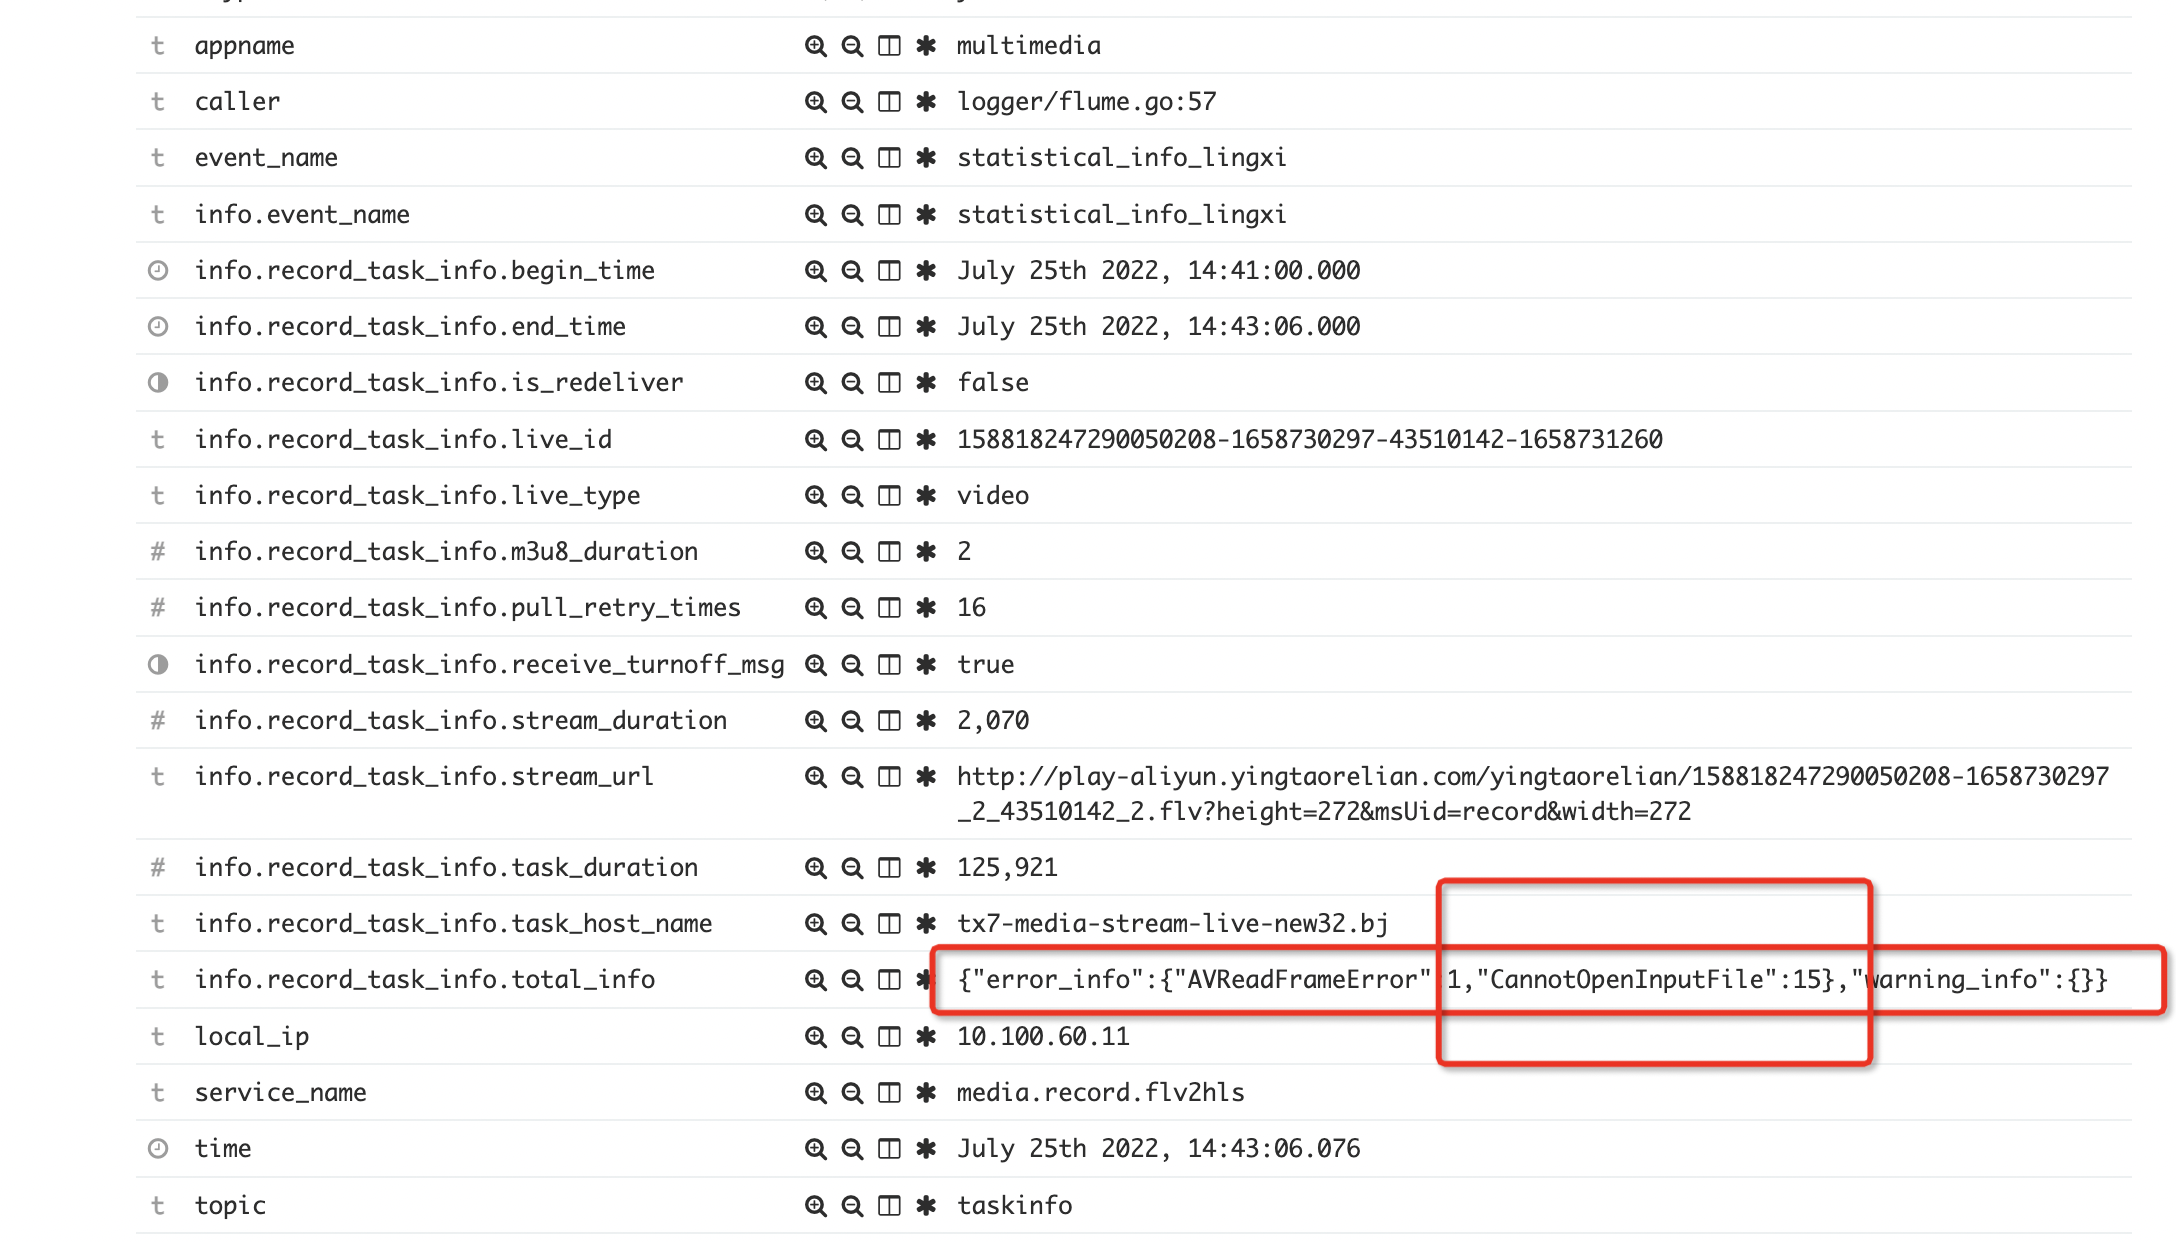 appname multimedia
caller logger/flume.go:57
event_name statistical_info_lingxi
info.event_name statistical_info_lingxi
info.record_task_info.begin_time July 25th 2022, 14:41:00.000
info.record_task_info.end_time July 25th 2022, 14:43:06.000
info.record_task_info.is_redeliver false
info.record_task_info.live_id 158818247290050208-1658730297-43510142-1658731260
info.record_task_info.live_type video
info.record_task_info.m3u8_duration 2
info.record_task_info.pull_retry_times 16
info.record_task_info.receive_turnoff_msg true
info.record_task_info.stream_duration 2,070
info.record_task_info.stream_url http://play-aliyun.yingtaorelian.com/yingtaorelian/158818247290050208-1658730297
_2_43510142_2.flv?height=272&msUid=record&width=272
info.record_task_info.task_duration 125,921
info.record_task_info.task_host_name tx7-media-stream-live-new32.bj
info.record_task_info.total_info {"error_info":{"AVReadFrameError":1,"CannotOpenInputFile":15},"warning_info":{}}
local_ip 10.100.60.11
service_name media.record.flv2hls
time July 25th 2022, 14:43:06.076
topic taskinfo